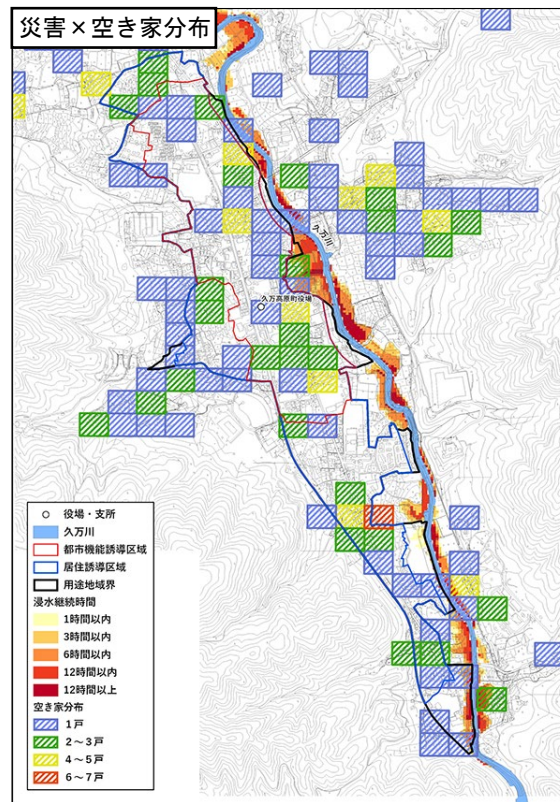 災害×空き家分布
久万川
久万高原町役場
役場・支所
久万川
都市機能誘導区域
居住誘導区域
用途地域界
浸水継続時間
1時間以内
3時間以内
6時間以内
12時間以内
12時間以上
空き家分布
1戸
2～3戸
4～5戸
6～7戸